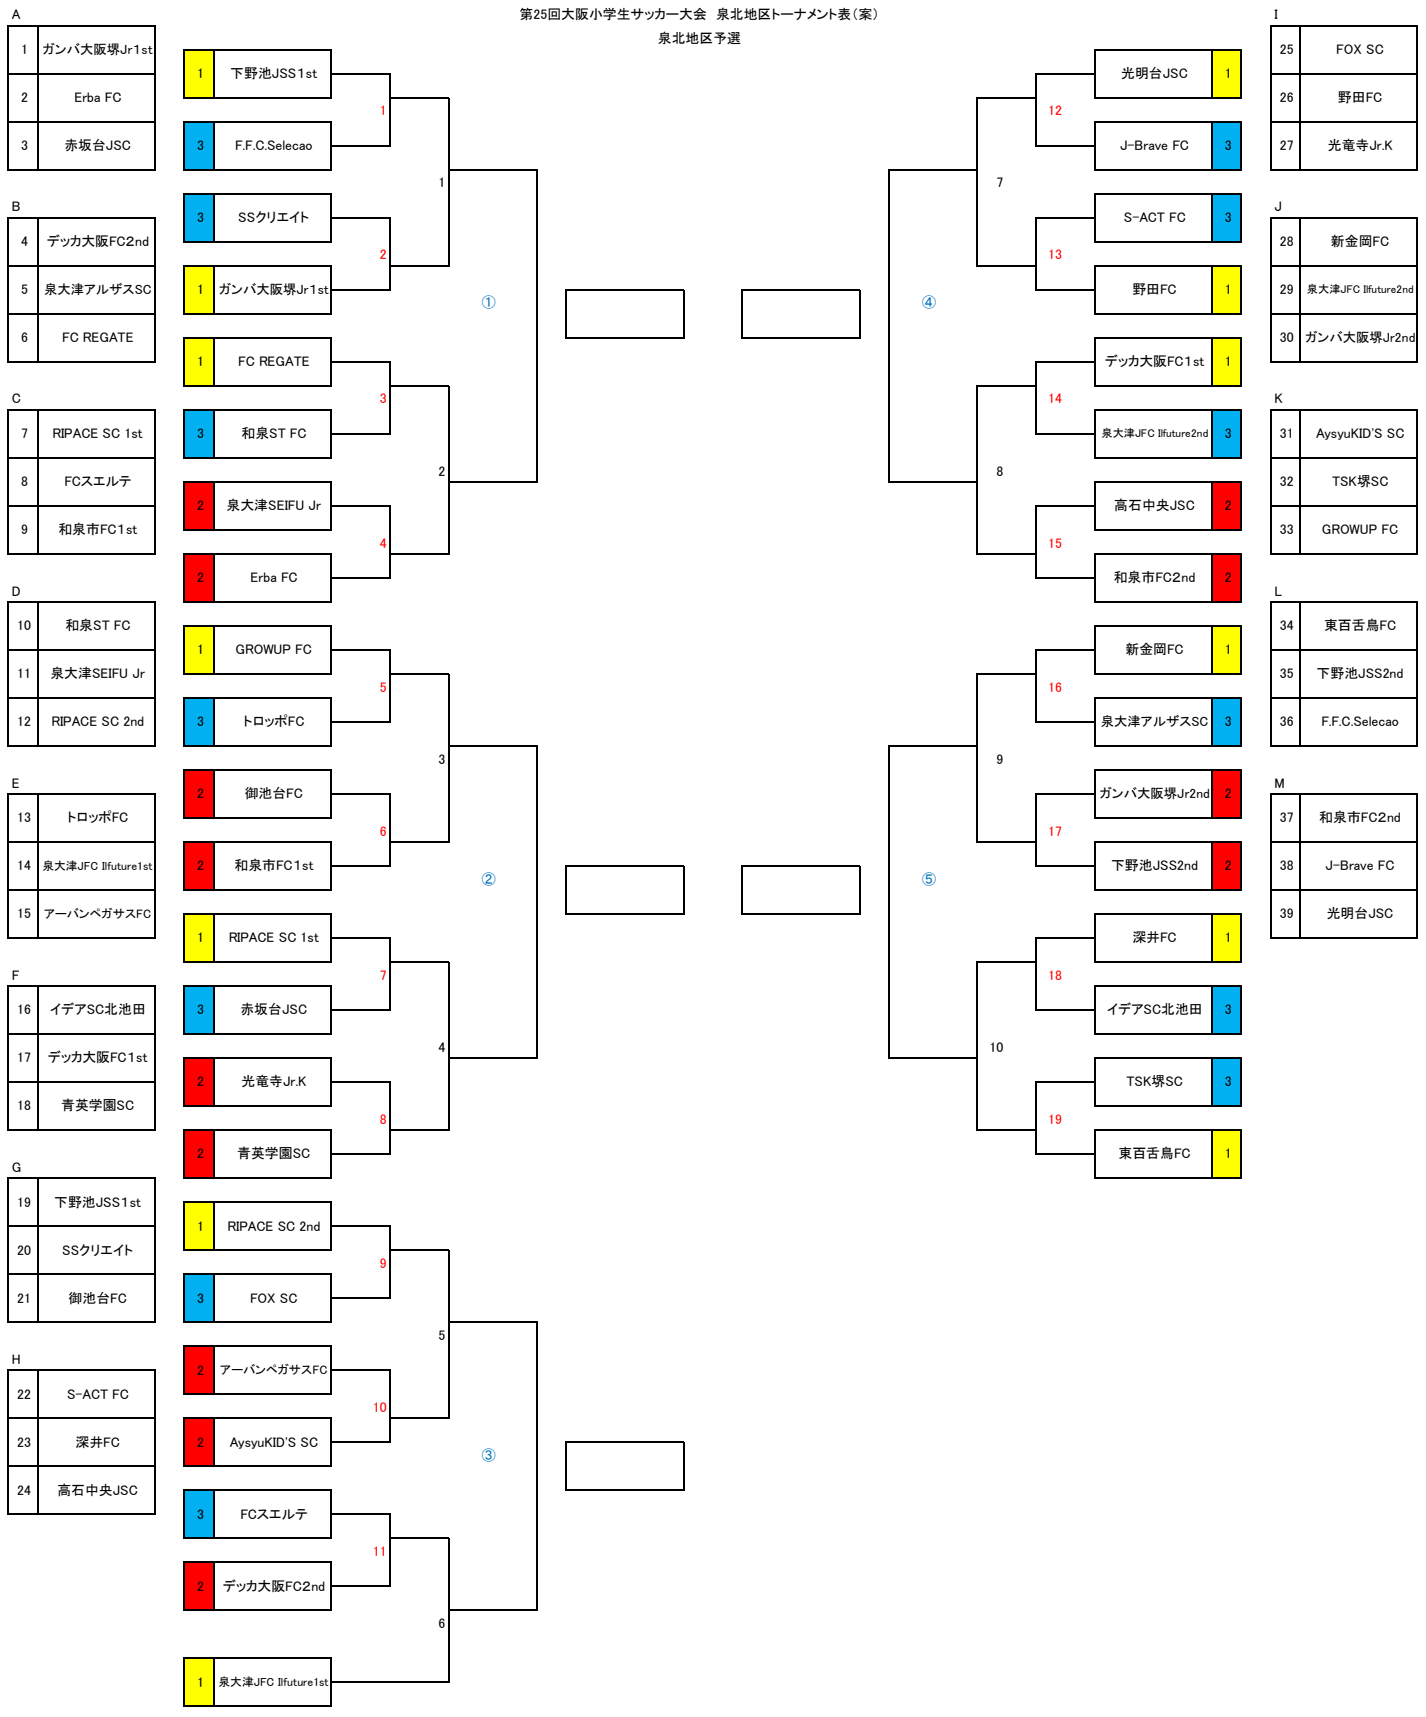 第25回大阪小学生サッカー大会　泉北地区トーナメント表（案）
泉北地区予選
A
1 ガンバ大阪堺Jr1st
2 Erba FC
3 赤坂台JSC
B
4 デッカ大阪FC2nd
5 泉大津アルザスSC
6 FC REGATE
C
7 RIPACE SC 1st
8 FCスエルテ
9 和泉市FC1st
D
10 和泉ST FC
11 泉大津SEIFU Jr
12 RIPACE SC 2nd
E
13 トロッポFC
14 泉大津JFC Ilfuture1st
15 アーバンペガサスFC
F
16 イデアSC北池田
17 デッカ大阪FC1st
18 青英学園SC
G
19 下野池JSS1st
20 SSクリエイト
21 御池台FC
H
22 S-ACT FC
23 深井FC
24 高石中央JSC
1 下野池JSS1st
1
3 F.F.C.Selecao
1
3 SSクリエイト
2
1 ガンバ大阪堺Jr1st
①
1 FC REGATE
3
3 和泉ST FC
2
2 泉大津SEIFU Jr
4
2 Erba FC
1 GROWUP FC
5
3 トロッポFC
3
2 御池台FC
6
2 和泉市FC1st
②
1 RIPACE SC 1st
7
3 赤坂台JSC
4
2 光竜寺Jr.K
8
2 青英学園SC
1 RIPACE SC 2nd
9
3 FOX SC
5
2 アーバンペガサスFC
10
2 AysyuKID'S SC
③
3 FCスエルテ
11
2 デッカ大阪FC2nd
6
1 泉大津JFC Ilfuture1st
光明台JSC 1
12
J-Brave FC 3
7
S-ACT FC 3
13
野田FC 1
④
デッカ大阪FC1st 1
14
泉大津JFC Ilfuture2nd 3
8
高石中央JSC 2
15
和泉市FC2nd 2
新金岡FC 1
16
泉大津アルザスSC 3
9
ガンバ大阪堺Jr2nd 2
17
下野池JSS2nd 2
⑤
深井FC 1
18
イデアSC北池田 3
10
TSK堺SC 3
19
東百舌鳥FC 1
I
25 FOX SC
26 野田FC
27 光竜寺Jr.K
J
28 新金岡FC
29 泉大津JFC Ilfuture2nd
30 ガンバ大阪堺Jr2nd
K
31 AysyuKID'S SC
32 TSK堺SC
33 GROWUP FC
L
34 東百舌鳥FC
35 下野池JSS2nd
36 F.F.C.Selecao
M
37 和泉市FC2nd
38 J-Brave FC
39 光明台JSC